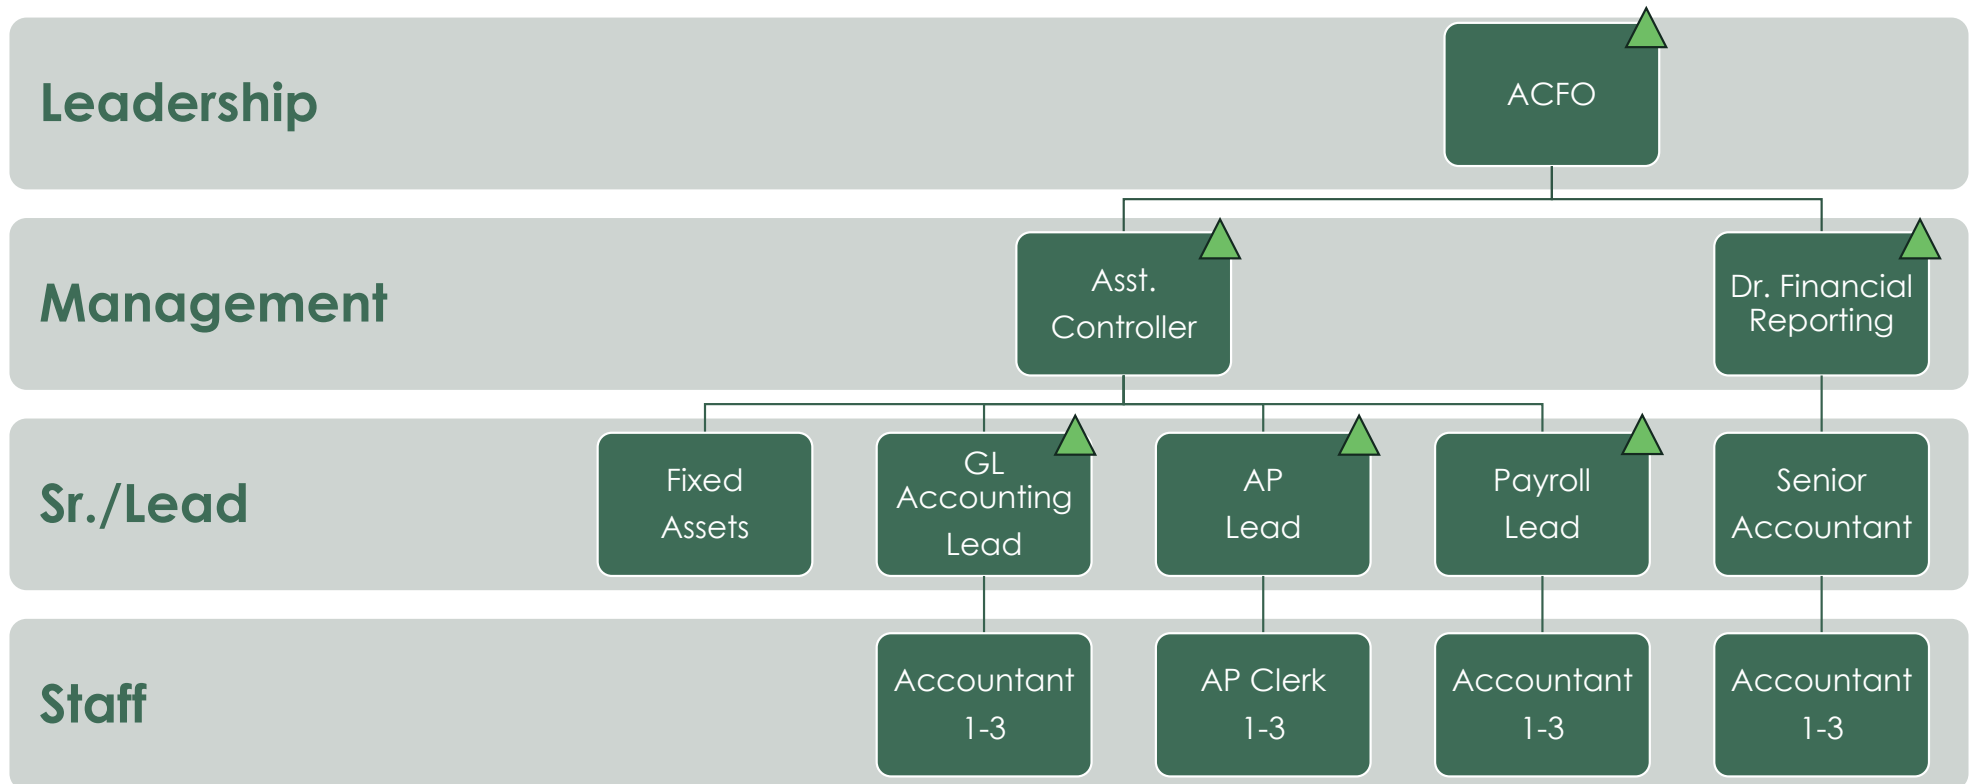 Leadership
ACFO
Management
Asst.
Controller
Dr. Financial
Reporting
Sr./Lead
Fixed
Assets
GL
Accounting
Lead
AP
Lead
Payroll
Lead
Senior
Accountant
Staff
Accountant
1-3
AP Clerk
1-3
Accountant
1-3
Accountant
1-3